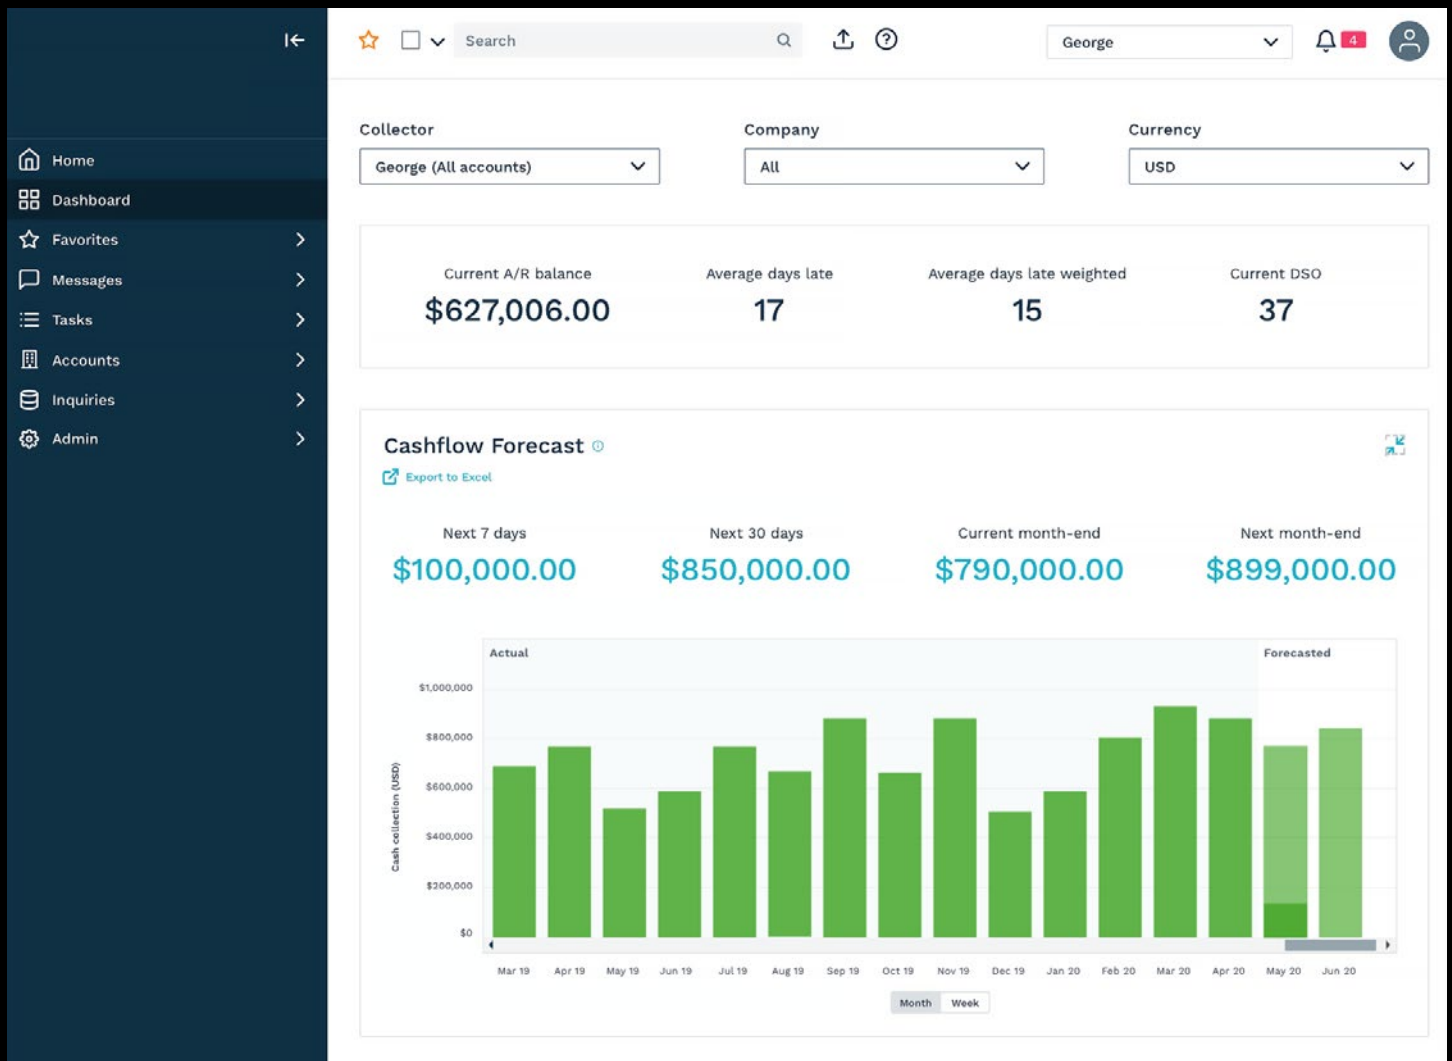 Search
George
4
Home
Dashboard
Favorites
Messages
Tasks
Accounts
Inquiries
Admin
Collector
Company
Currency
George (All accounts)
All
USD
Current A/R balance
Average days late
Average days late weighted
Current DSO
$627,006.00
17
15
37
Cashflow Forecast
Export to Excel
Next 7 days
Next 30 days
Current month-end
Next month-end
$100,000.00
$850,000.00
$790,000.00
$899,000.00
Actual
Forecasted
$1,000,000
$800,000
$600,000
$400,000
$200,000
$0
Cash collection (USD)
Mar 19
Apr 19
May 19
Jun 19
Jul 19
Aug 19
Sep 19
Oct 19
Nov 19
Dec 19
Jan 20
Feb 20
Mar 20
Apr 20
May 20
Jun 20
Month
Week